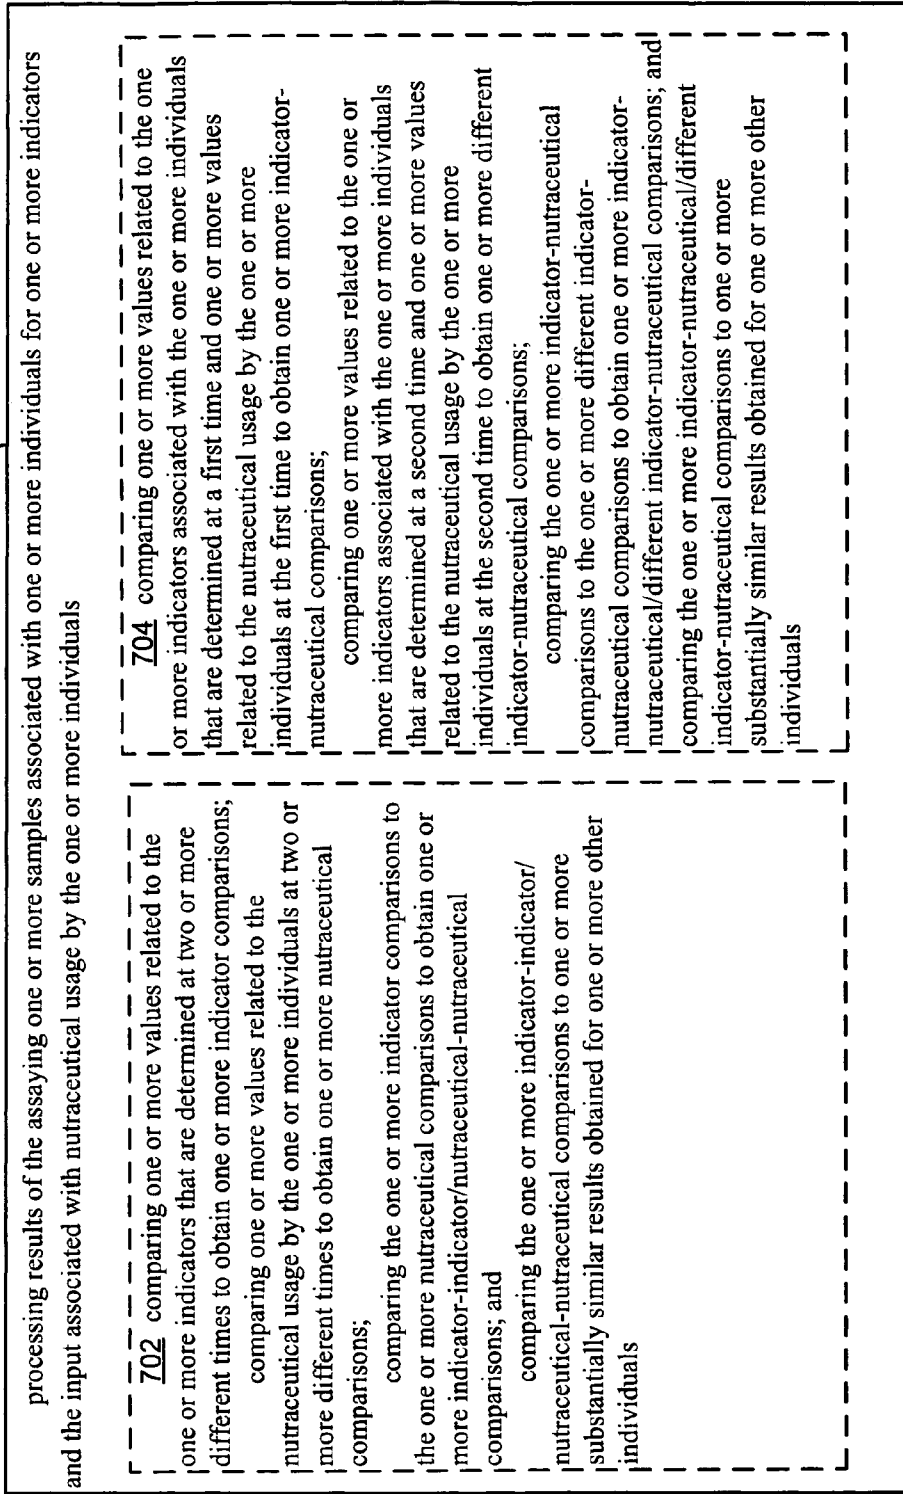 processing results of the assaying one or more samples associated with one or more individuals for one or more indicators
and the input associated with nutraceutical usage by the one or more individuals
702 comparing one or more values related to the
one or more indicators that are determined at two or more
different times to obtain one or more indicator comparisons;
comparing one or more values related to the
nutraceutical usage by the one or more individuals at two or
more different times to obtain one or more nutraceutical
comparisons;
comparing the one or more indicator comparisons to
the one or more nutraceutical comparisons to obtain one or
more indicator-indicator/nutraceutical-nutraceutical
comparisons; and
comparing the one or more indicator-indicator/
nutraceutical-nutraceutical comparisons to one or more
substantially similar results obtained for one or more other
individuals
704 comparing one or more values related to the one
or more indicators associated with the one or more individuals
that are determined at a first time and one or more values
related to the nutraceutical usage by the one or more
individuals at the first time to obtain one or more indicator-
nutraceutical comparisons;
comparing one or more values related to the one or
more indicators associated with the one or more individuals
that are determined at a second time and one or more values
related to the nutraceutical usage by the one or more
individuals at the second time to obtain one or more different
indicator-nutraceutical comparisons;
comparing the one or more indicator-nutraceutical
comparisons to the one or more different indicator-
nutraceutical comparisons to obtain one or more indicator-
nutraceutical/different indicator-nutraceutical comparisons; and
comparing the one or more indicator-nutraceutical/different
indicator-nutraceutical comparisons to one or more
substantially similar results obtained for one or more other
individuals